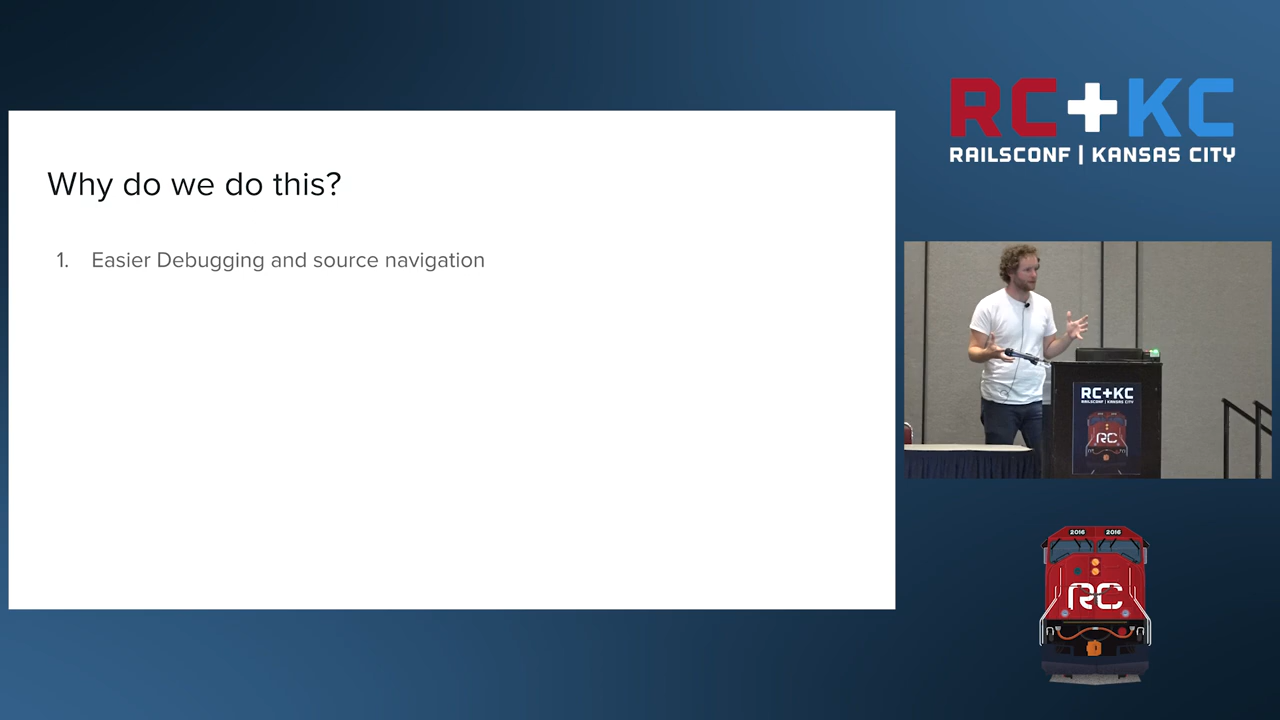 Why do we do this?
1. Easier Debugging and source navigation
RC+KC
RAILSCONF | KANSAS CITY
RC+KC
RAILSCONF | KANSAS CITY
RC
2016 2016
RC